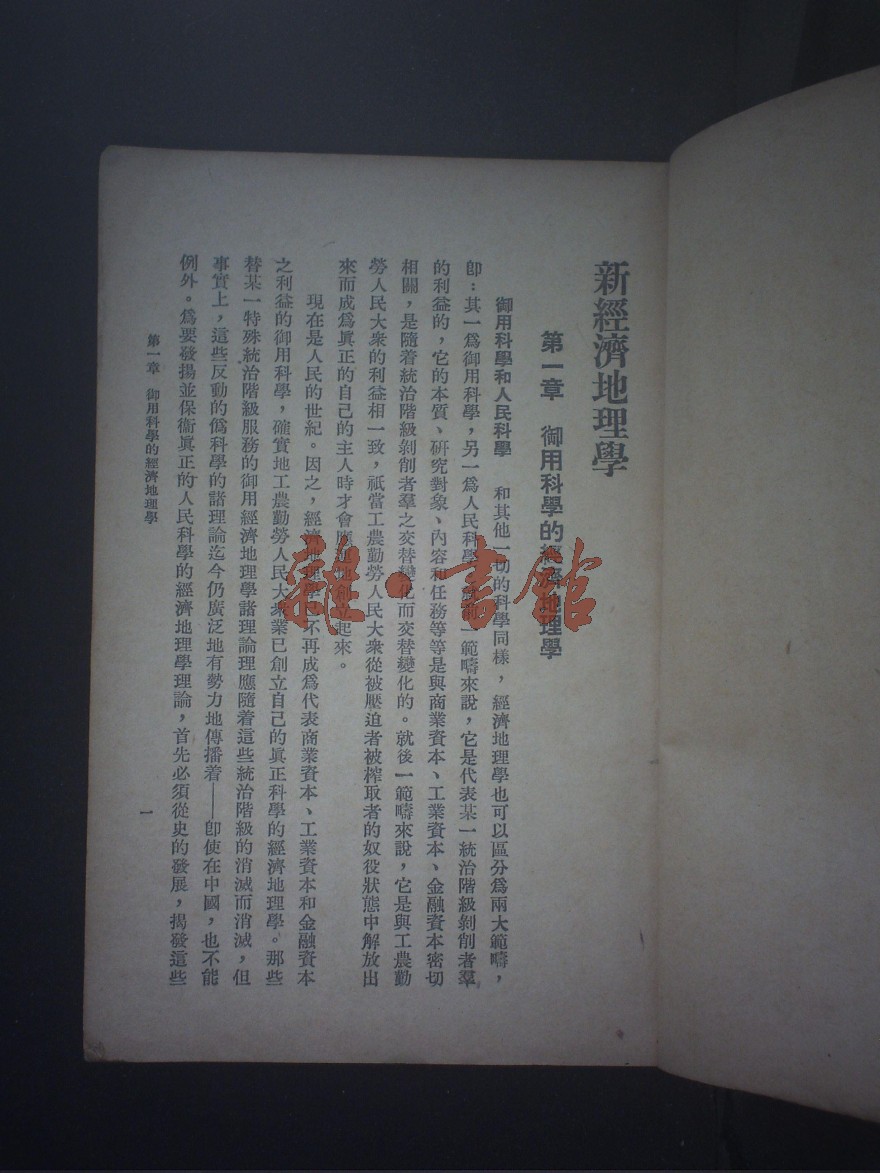 新經濟地理學
第一章　御用科學的經濟地理學
御用科學和人民科學　和其他一切的科學同樣，經濟地理學也可以區分爲兩大範疇，
卽：其一爲御用科學，另一爲人民科學一範疇來說，它是代表某一統治階級剝削者羣
的利益的，它的本質、研究對象、內容和任務等等是與商業資本、工業資本、金融資本密切
相關，是隨着統治階級剝削者羣之交替變化而交替變化的。就後一範疇來說，它是與工農勤
勞人民大衆的利益相一致，祇當工農勤勞人民大衆從被壓迫者被榨取者的奴役狀態中解放出
來而成爲眞正的自己的主人時才會創立起來。
現在是人民的世紀。因之，經濟地理學已不再成爲代表商業資本、工業資本和金融資本
之利益的御用科學，確實地工農勤勞人民大衆業已創立自己的眞正科學的經濟地理學。那些
替某一特殊統治階級服務的御用經濟地理學諸理論理應隨着這些統治階級的消滅而消滅，但
事實上，這些反動的僞科學的諸理論迄今仍廣泛地有勢力地傳播着——卽使在中國，也不能
例外。爲要發揚並保衞眞正的人民科學的經濟地理學理論，首先必須從史的發展，揭發這些
第一章　御用科學的經濟地理學
一
雜·書館